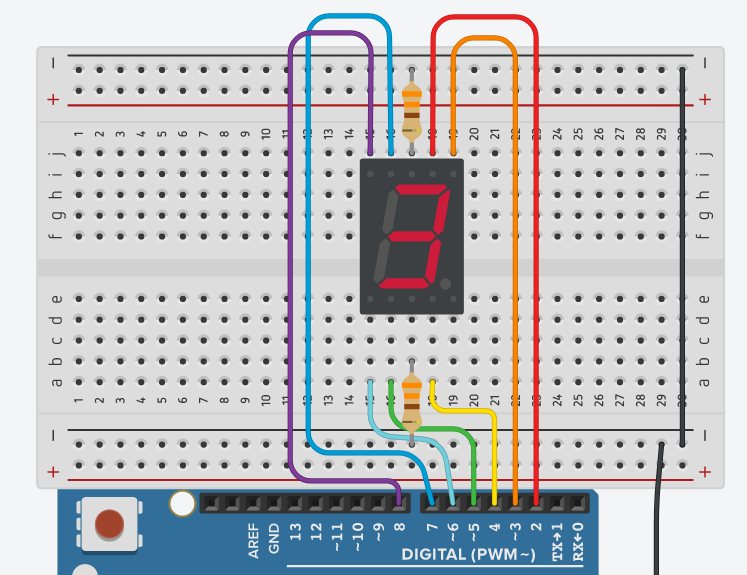 − −
+ +
1 2 3 4 5 6 7 8 9 10 11 12 13 14 15 16 18 19 20 21 22 23 24 25 26 27 28 29 30
j j
i i
h h
g g
f f
3
e e
d d
c c
b b
a a
1 2 3 4 5 6 7 8 9 10 11 12 13 14 15 16 18 19 20 21 22 23 24 25 26 27 28 29 30
− −
+ +
AREF GND 13 12 ~11 ~10 ~9 8 7 ~6 ~5 4 ~3 2 TX→1 RX←0
DIGITAL (PWM~)